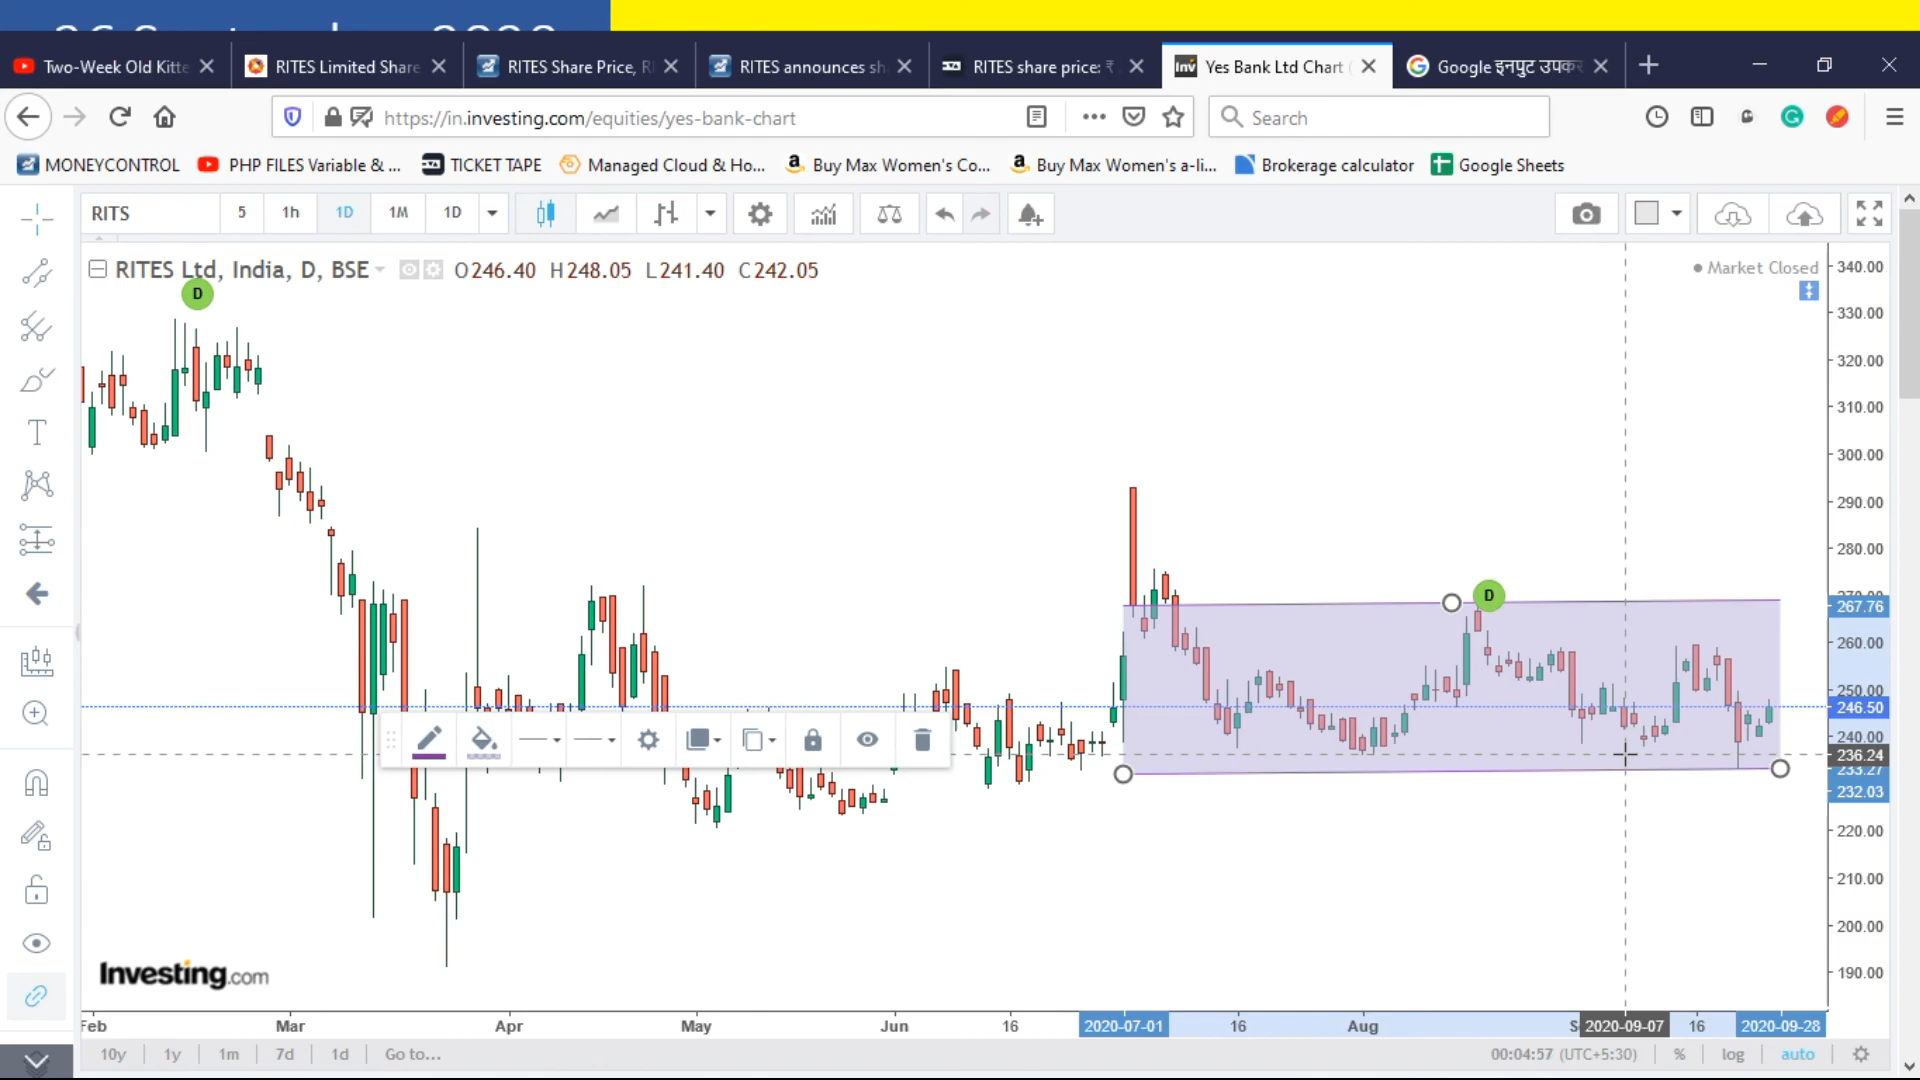 Two-Week Old Kitte
RITES Limited Share
RITES Share Price, R
RITES announces sh
RITES share price: ₹
Yes Bank Ltd Chart (
Google इनपुट उपक
https://in.investing.com/equities/yes-bank-chart
Search
MONEYCONTROL
PHP FILES Variable & ...
TICKET TAPE
Managed Cloud & Ho...
Buy Max Women's Co...
Buy Max Women's a-li...
Brokerage calculator
Google Sheets
RITS 5 1h 1D 1M 1D
RITES Ltd, India, D, BSE O246.40 H248.05 L241.40 C242.05
Market Closed
D
D
340.00
330.00
320.00
310.00
300.00
290.00
280.00
267.76
260.00
250.00
246.50
240.00
236.24
233.27
232.03
220.00
210.00
200.00
190.00
Investing.com
Feb Mar Apr May Jun 16 2020-07-01 16 Aug 2020-09-07 16 2020-09-28
10y 1y 1m 7d 1d Go to... 00:04:57 (UTC+5:30) % log auto